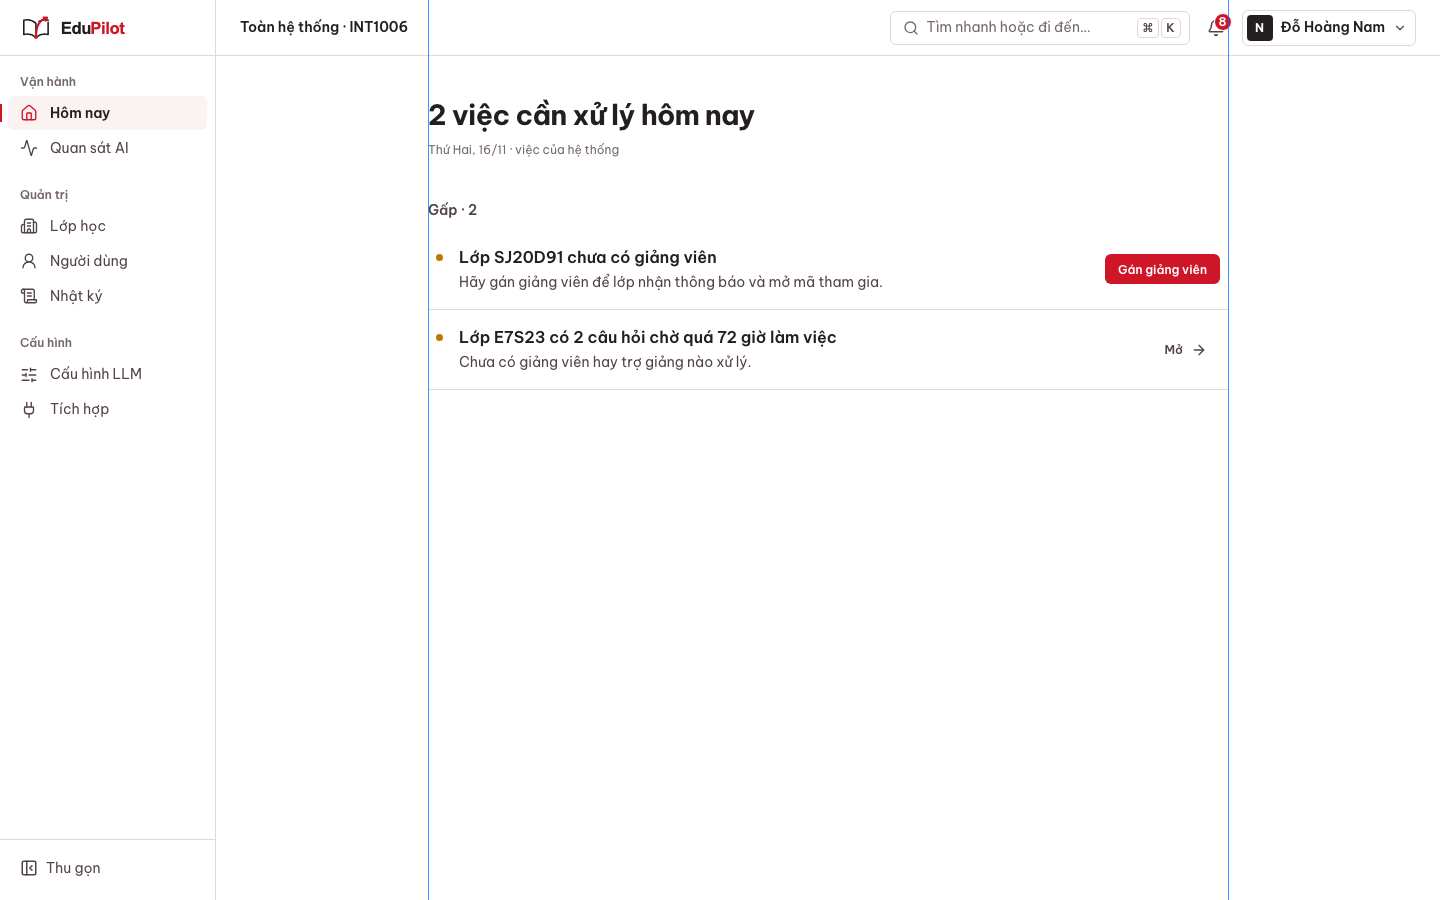 EduPilot
Toàn hệ thống · INT1006
Tìm nhanh hoặc đi đến...
⌘ K
8
N
Đỗ Hoàng Nam
Vận hành
Hôm nay
Quan sát AI
Quản trị
Lớp học
Người dùng
Nhật ký
Cấu hình
Cấu hình LLM
Tích hợp
Thu gọn
2 việc cần xử lý hôm nay
Thứ Hai, 16/11 · việc của hệ thống
Gấp · 2
Lớp SJ20D91 chưa có giảng viên
Hãy gán giảng viên để lớp nhận thông báo và mở mã tham gia.
Gán giảng viên
Lớp E7S23 có 2 câu hỏi chờ quá 72 giờ làm việc
Chưa có giảng viên hay trợ giảng nào xử lý.
Mở